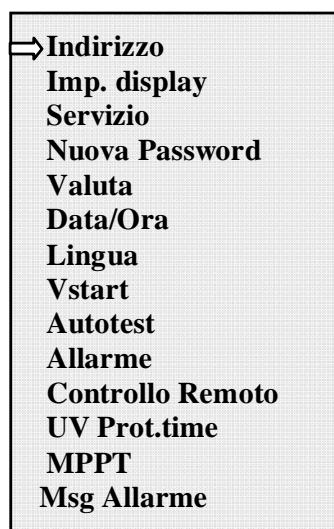 Indirizzo
Imp. display
Servizio
Nuova Password
Valuta
Data/Ora
Lingua
Vstart
Autotest
Allarme
Controllo Remoto
UV Prot.time
MPPT
Msg Allarme